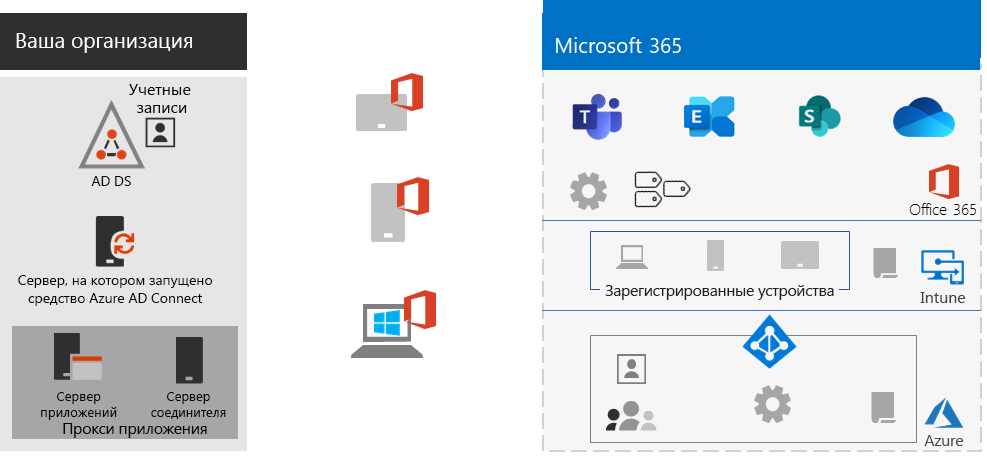 Ваша организация
Учетные
записи
AD DS
Сервер, на котором запущено
средство Azure AD Connect
Сервер
приложений
Сервер
соединителя
Прокси приложения
Microsoft 365
T
E
S
Office 365
Зарегистрированные устройства
Intune
Azure